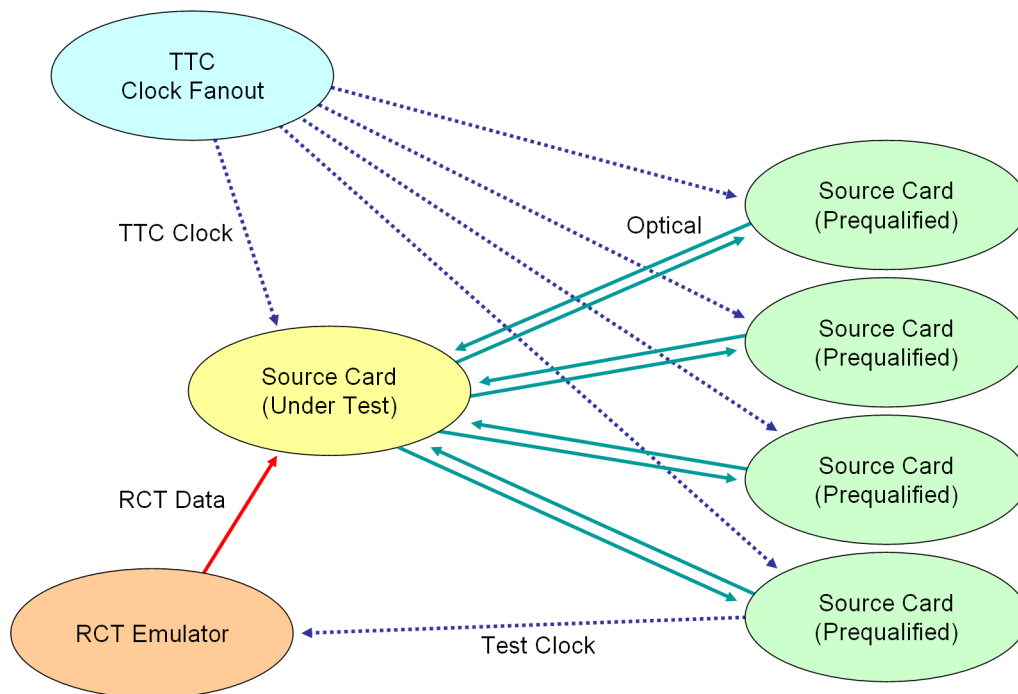 TTC
Clock Fanout
Source Card
(Prequalified)
Optical
TTC Clock
Source Card
(Prequalified)
Source Card
(Under Test)
Source Card
(Prequalified)
RCT Data
Source Card
(Prequalified)
RCT Emulator
Test Clock